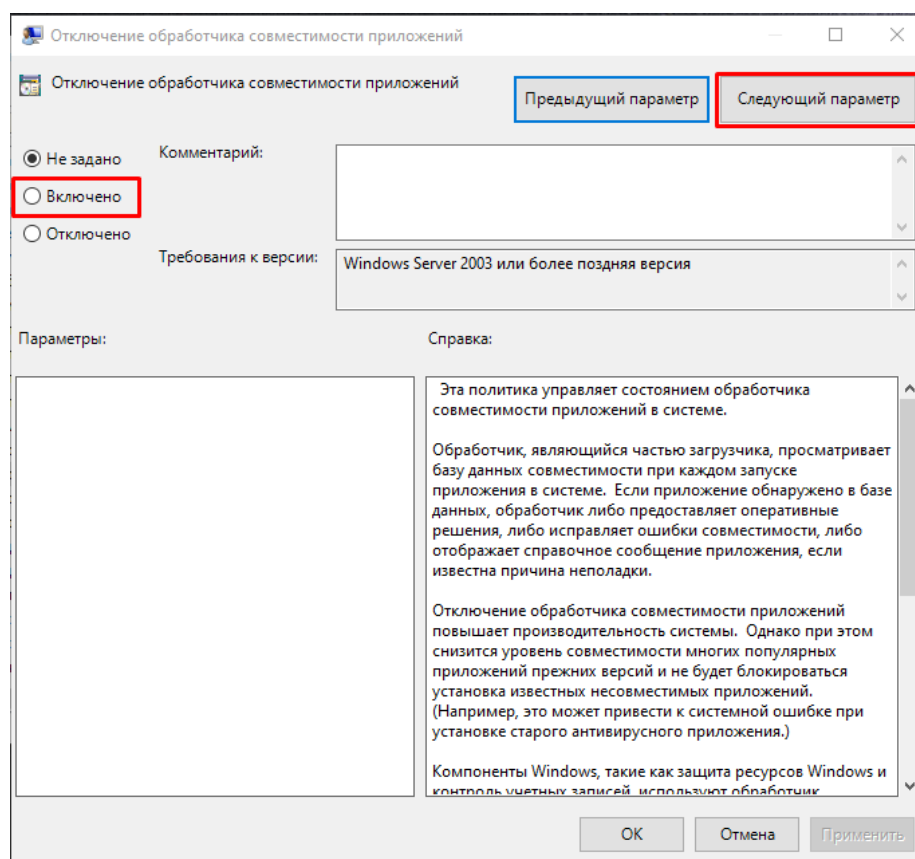 Отключение обработчика совместимости приложений
Отключение обработчика совместимости приложений
Предыдущий параметр
Следующий параметр
Не задано
Комментарий:
Включено
Отключено
Требования к версии:
Windows Server 2003 или более поздняя версия
Параметры:
Справка:
Эта политика управляет состоянием обработчика
совместимости приложений в системе.
Обработчик, являющийся частью загрузчика, просматривает
базу данных совместимости при каждом запуске
приложения в системе.  Если приложение обнаружено в базе
данных, обработчик либо предоставляет оперативные
решения, либо исправляет ошибки совместимости, либо
отображает справочное сообщение приложения, если
известна причина неполадки.
Отключение обработчика совместимости приложений
повышает производительность системы.  Однако при этом
снизится уровень совместимости многих популярных
приложений прежних версий и не будет блокироваться
установка известных несовместимых приложений.
(Например, это может привести к системной ошибке при
установке старого антивирусного приложения.)
Компоненты Windows, такие как защита ресурсов Windows и
контроль учетных записей, используют обработчик
ОК
Отмена
Применить